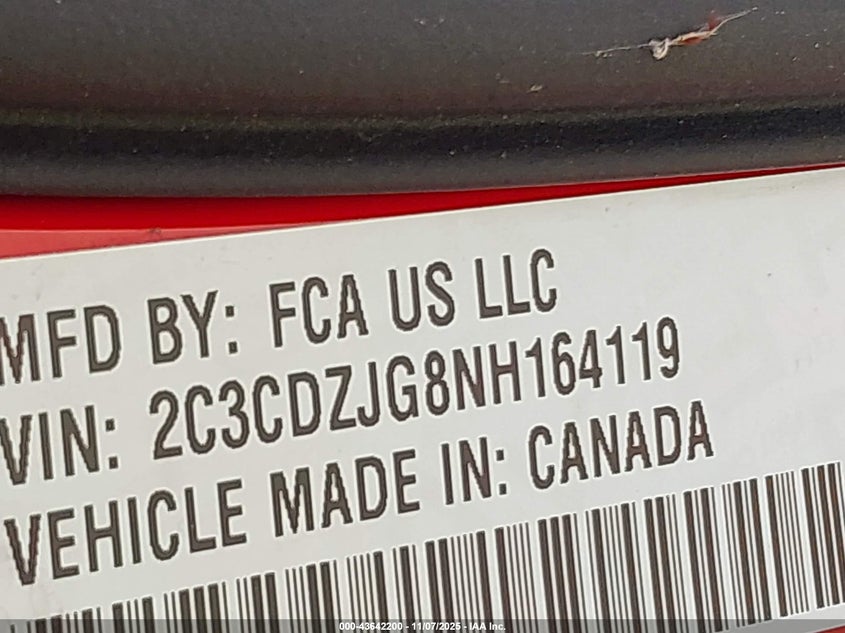 MFD BY: FCA US LLC
VIN: 2C3CDZJG8NH164119
VEHICLE MADE IN: CANADA
000-43642200 - 11/07/2025 - IAA Inc.